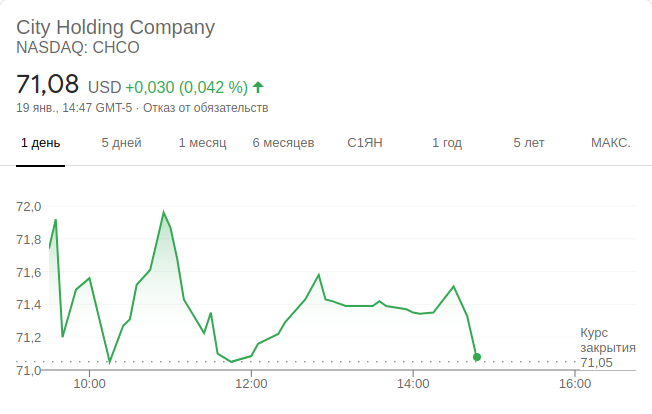 City Holding Company
NASDAQ: CHCO
71,08 USD +0,030 (0,042 %)
19 янв., 14:47 GMT-5 · Отказ от обязательств
1 день 5 дней 1 месяц 6 месяцев С1ЯН 1 год 5 лет МАКС.
72,0
71,8
71,6
71,4
71,2
71,0
Курс
закрытия
71,05
10:00 12:00 14:00 16:00